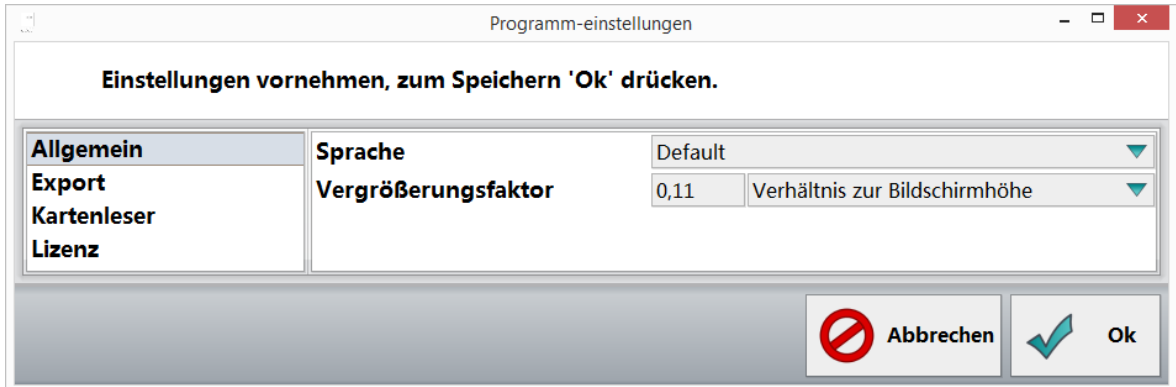 Programm-einstellungen
Einstellungen vornehmen, zum Speichern 'Ok' drücken.
Allgemein
Export
Kartenleser
Lizenz
Sprache Default
Vergrößerungsfaktor 0,11 Verhältnis zur Bildschirmhöhe
Abbrechen Ok